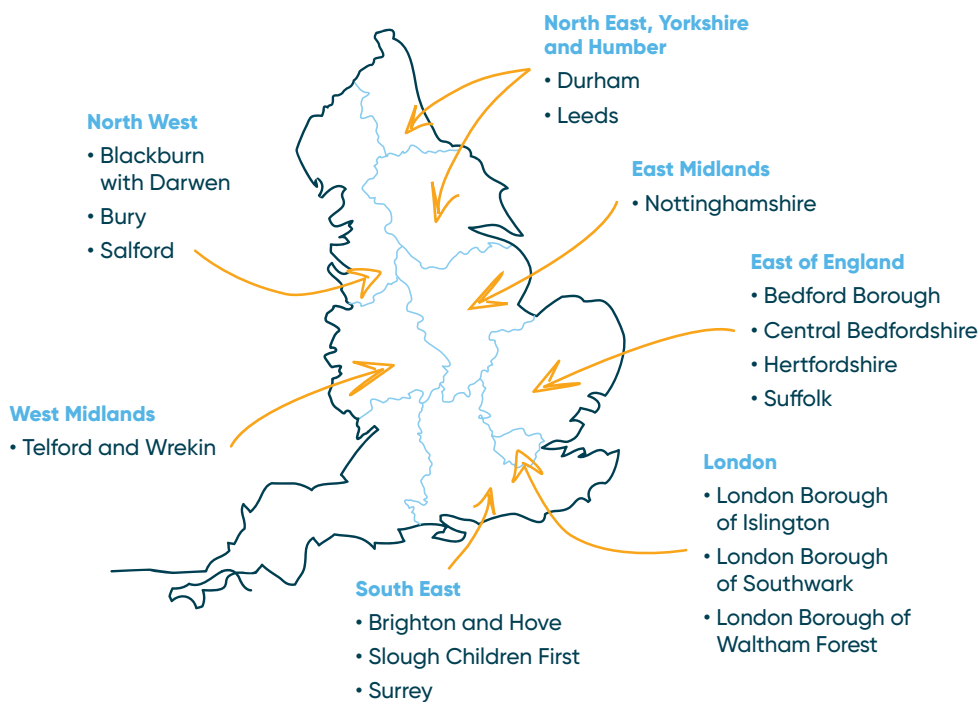 North East, Yorkshire
and Humber
• Durham
• Leeds
North West
• Blackburn
with Darwen
• Bury
• Salford
East Midlands
• Nottinghamshire
East of England
• Bedford Borough
• Central Bedfordshire
• Hertfordshire
• Suffolk
West Midlands
• Telford and Wrekin
London
• London Borough
of Islington
• London Borough
of Southwark
• London Borough of
Waltham Forest
South East
• Brighton and Hove
• Slough Children First
• Surrey